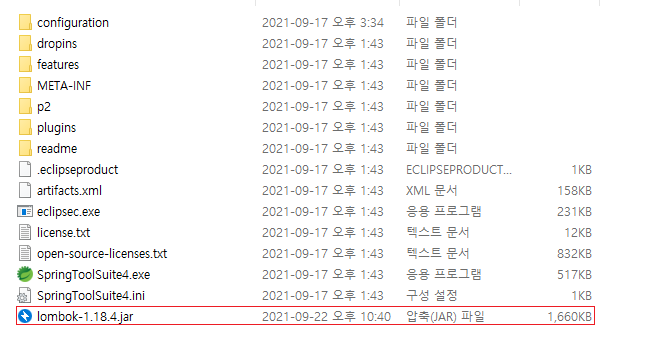 configuration 2021-09-17 오후 3:34 파일 폴더
dropins 2021-09-17 오후 1:43 파일 폴더
features 2021-09-17 오후 1:43 파일 폴더
META-INF 2021-09-17 오후 1:43 파일 폴더
p2 2021-09-17 오후 1:43 파일 폴더
plugins 2021-09-17 오후 1:43 파일 폴더
readme 2021-09-17 오후 1:43 파일 폴더
.eclipseproduct 2021-09-17 오후 1:43 ECLIPSEPRODUCT... 1KB
artifacts.xml 2021-09-17 오후 1:43 XML 문서 158KB
eclipsec.exe 2021-09-17 오후 1:43 응용 프로그램 231KB
license.txt 2021-09-17 오후 1:43 텍스트 문서 12KB
open-source-licenses.txt 2021-09-17 오후 1:43 텍스트 문서 832KB
SpringToolSuite4.exe 2021-09-17 오후 1:43 응용 프로그램 517KB
SpringToolSuite4.ini 2021-09-17 오후 1:43 구성 설정 1KB
lombok-1.18.4.jar 2021-09-22 오후 10:40 압축(JAR) 파일 1,660KB